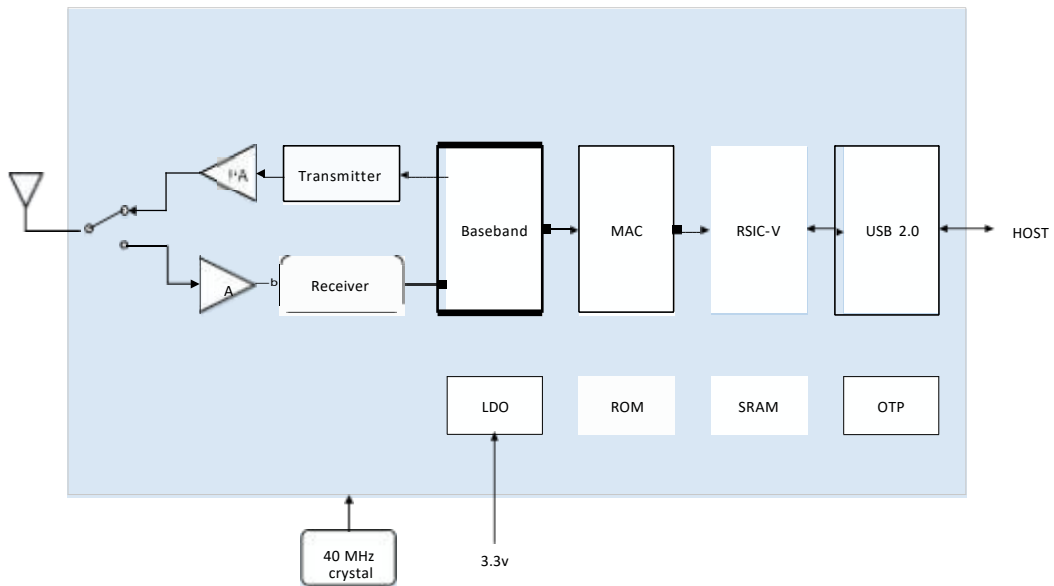 Transmitter
Baseband
MAC
RSIC-V
USB 2.0
HOST
A
b
Receiver
LDO
ROM
SRAM
OTP
40 MHz
crystal
3.3v